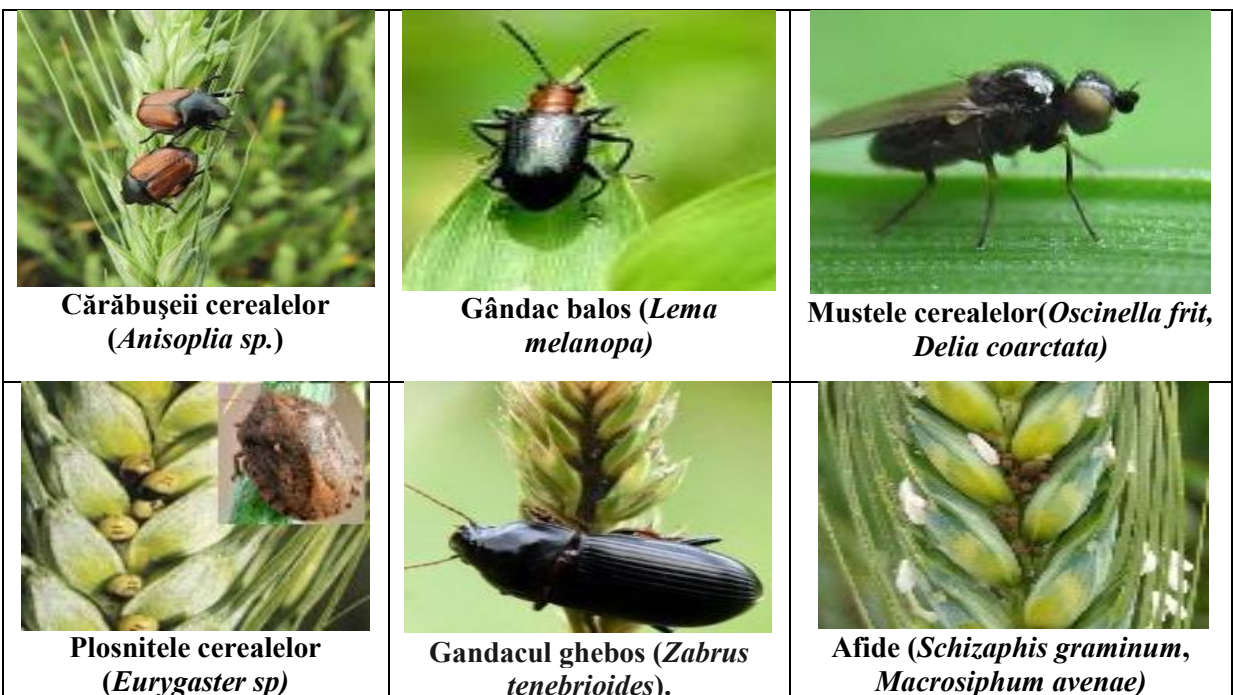 Cărăbuşeii cerealelor
(Anisoplia sp.)
Gândac balos (Lema
melanopa)
Mustele cerealelor(Oscinella frit,
Delia coarctata)
Plosnitele cerealelor
(Eurygaster sp)
Gandacul ghebos (Zabrus
tenebrioides).
Afide (Schizaphis graminum,
Macrosiphum avenae)